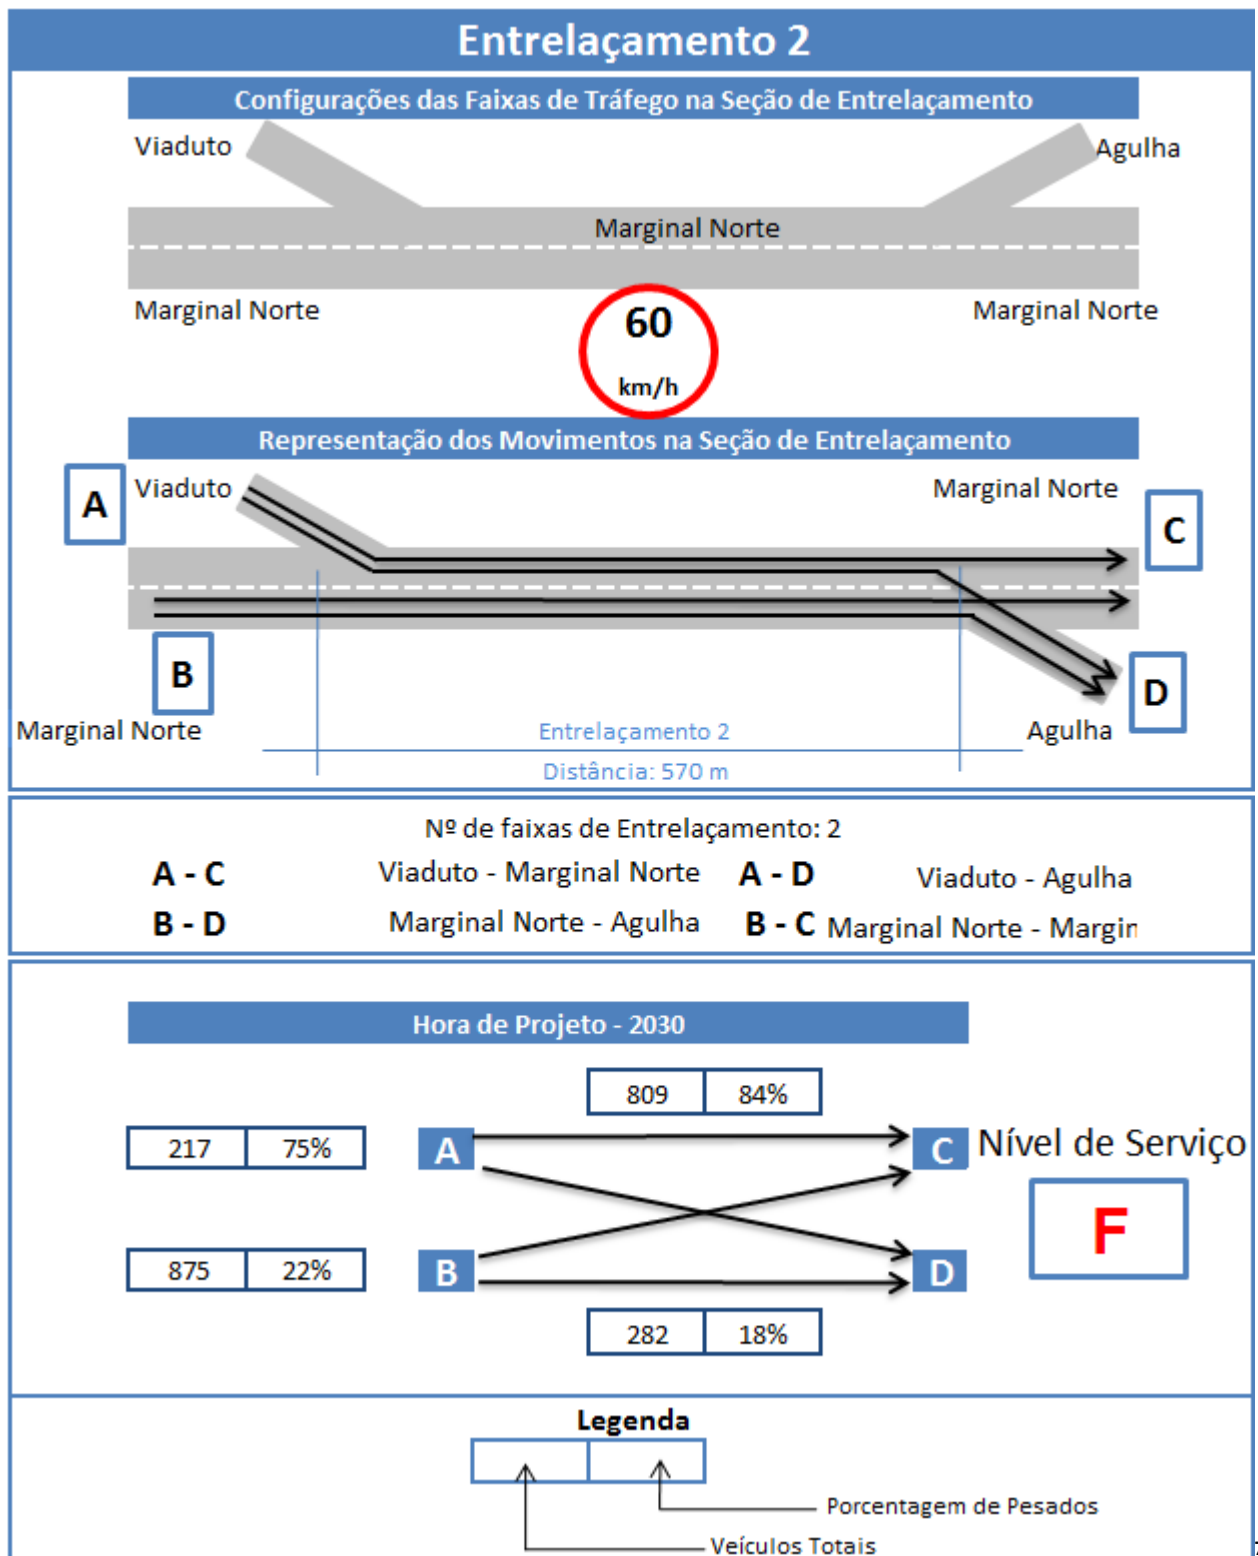 Entrelaçamento 2
Configurações das Faixas de Tráfego na Seção de Entrelaçamento
Viaduto
Agulha
Marginal Norte
Marginal Norte
Marginal Norte
60
km/h
Representação dos Movimentos na Seção de Entrelaçamento
A
Viaduto
Marginal Norte
C
B
D
Marginal Norte
Entrelaçamento 2
Agulha
Distância: 570 m
Nº de faixas de Entrelaçamento: 2
A - C Viaduto - Marginal Norte A - D Viaduto - Agulha
B - D Marginal Norte - Agulha B - C Marginal Norte - Margin
Hora de Projeto - 2030
809 84%
217 75% A C Nível de Serviço
F
875 22% B D
282 18%
Legenda
Porcentagem de Pesados
Veículos Totais